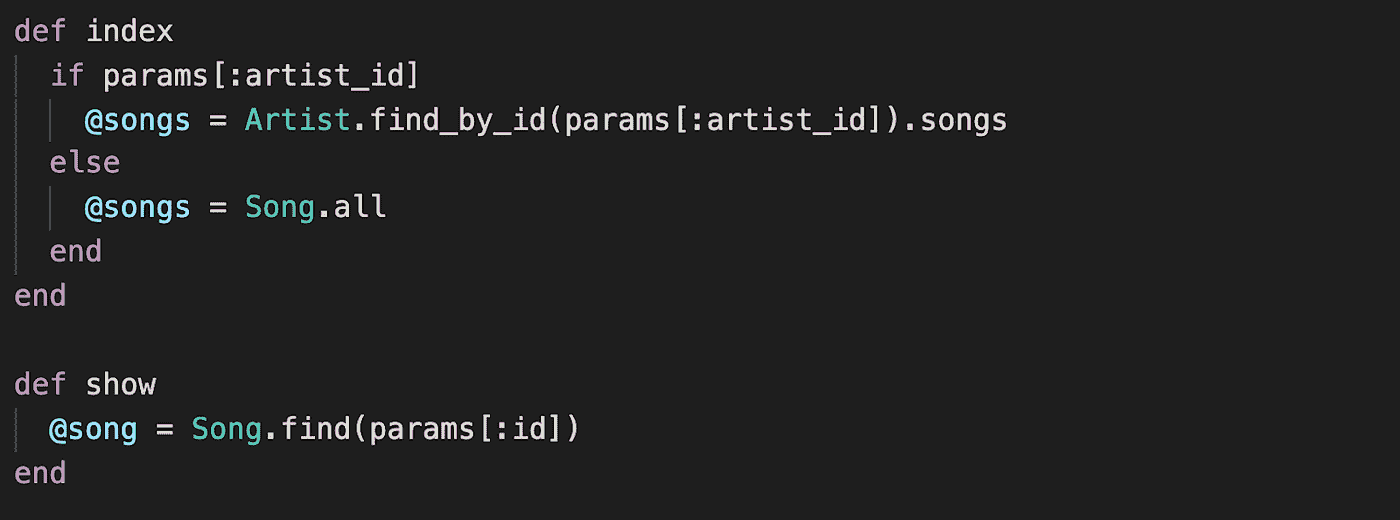 def index
  if params[:artist_id]
    @songs = Artist.find_by_id(params[:artist_id]).songs
  else
    @songs = Song.all
  end
end

def show
  @song = Song.find(params[:id])
end